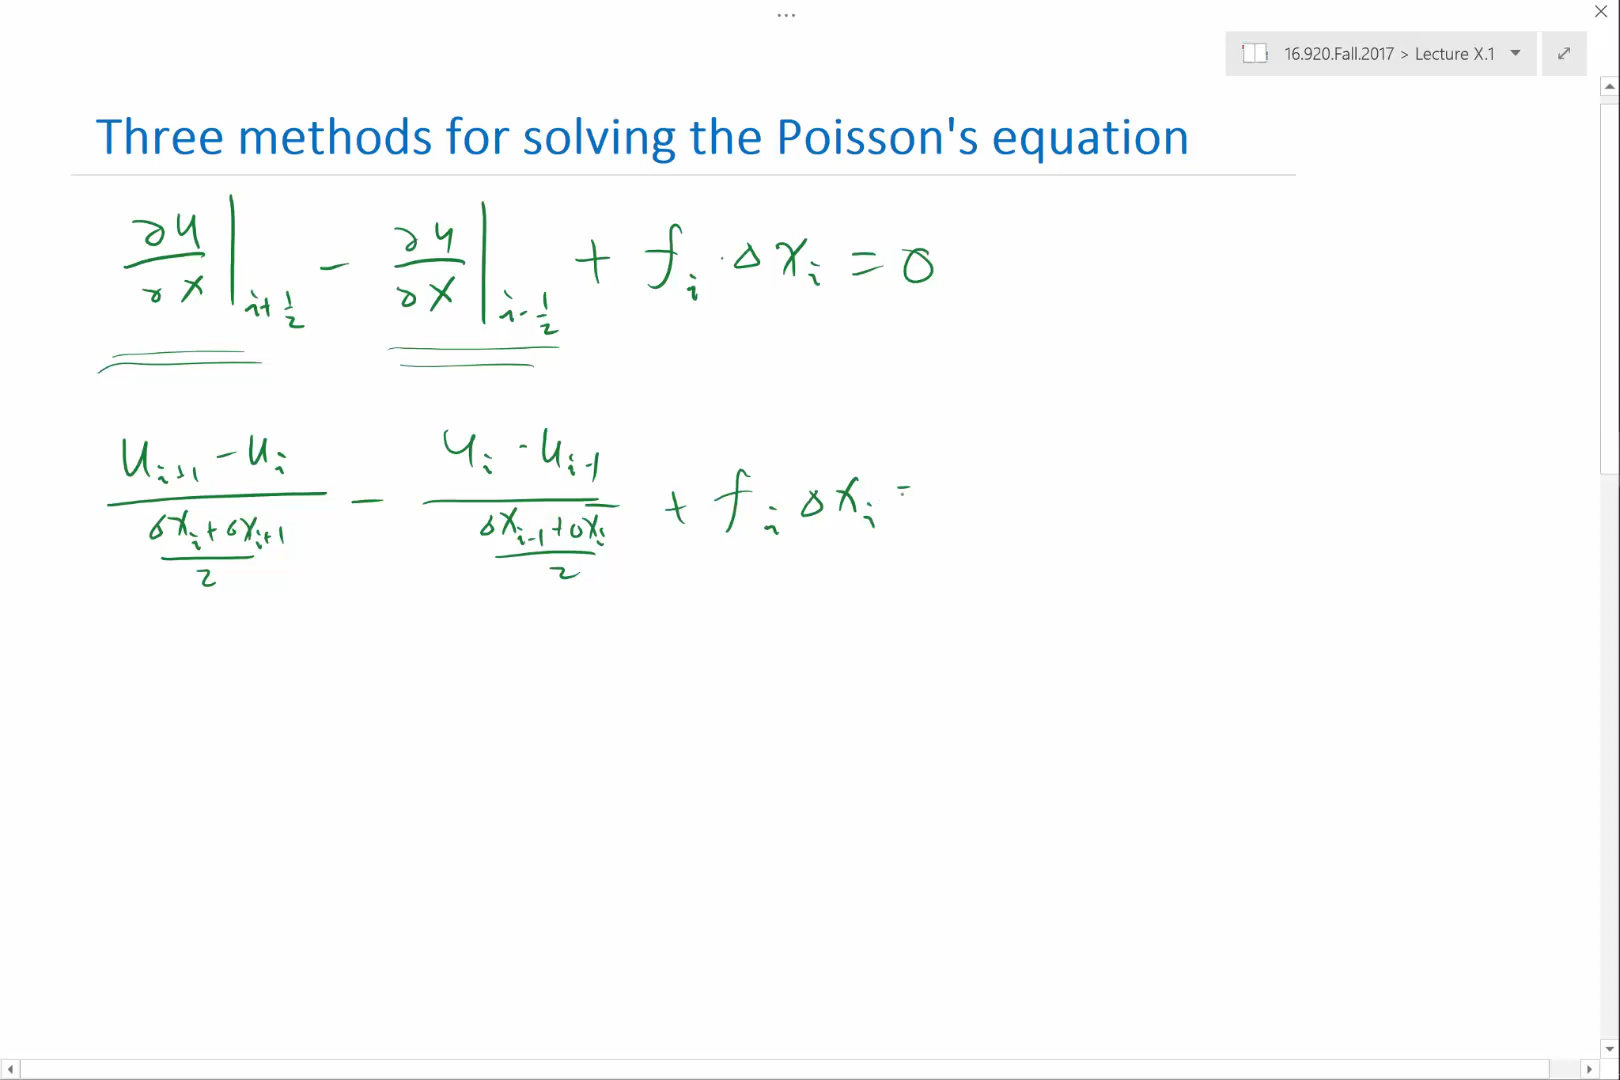 16.920.Fall.2017 > Lecture X.1
Three methods for solving the Poisson's equation
∂u/∂x |_{i+1/2} - ∂u/∂x |_{i-1/2} + f_i · Δx_i = 0
(u_{i+1} - u_i)/((Δx_i + Δx_{i+1})/2) - (u_i - u_{i-1})/((Δx_{i-1} + Δx_i)/2) + f_i Δx_i =